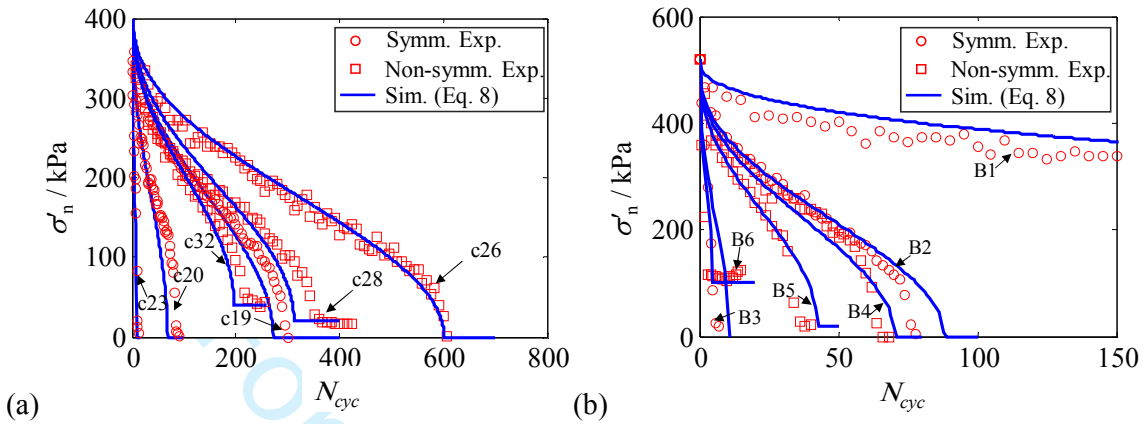 400
300
200
100
0
σ′n / kPa
0 200 400 600 800
Ncyc
Symm. Exp.
Non-symm. Exp.
Sim. (Eq. 8)
c23
c20
c32
c19
c28
c26
(a)
600
400
200
0
σ′n / kPa
0 50 100 150
Ncyc
Symm. Exp.
Non-symm. Exp.
Sim. (Eq. 8)
B1
B2
B6
B5
B4
B3
(b)